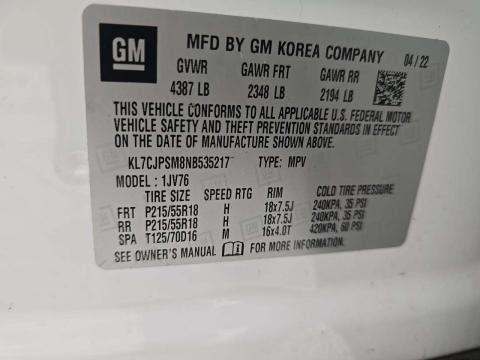 GM
MFD BY GM KOREA COMPANY 04/22
GVWR GAWR FRT GAWR RR
4387 LB 2348 LB 2194 LB
THIS VEHICLE CONFORMS TO ALL APPLICABLE U.S. FEDERAL MOTOR
VEHICLE SAFETY AND THEFT PREVENTION STANDARDS IN EFFECT
ON THE DATE OF MANUFACTURE SHOWN ABOVE.
KL7CJPSM8NB535217 TYPE: MPV
MODEL: 1JV76
TIRE SIZE SPEED RTG RIM COLD TIRE PRESSURE
FRT P215/55R18 H 18x7.5J 240KPA, 35 PSI
RR P215/55R18 H 18x7.5J 240KPA, 35 PSI
SPA T125/70D16 M 16x4.0T 420KPA, 60 PSI
SEE OWNER'S MANUAL FOR MORE INFORMATION.